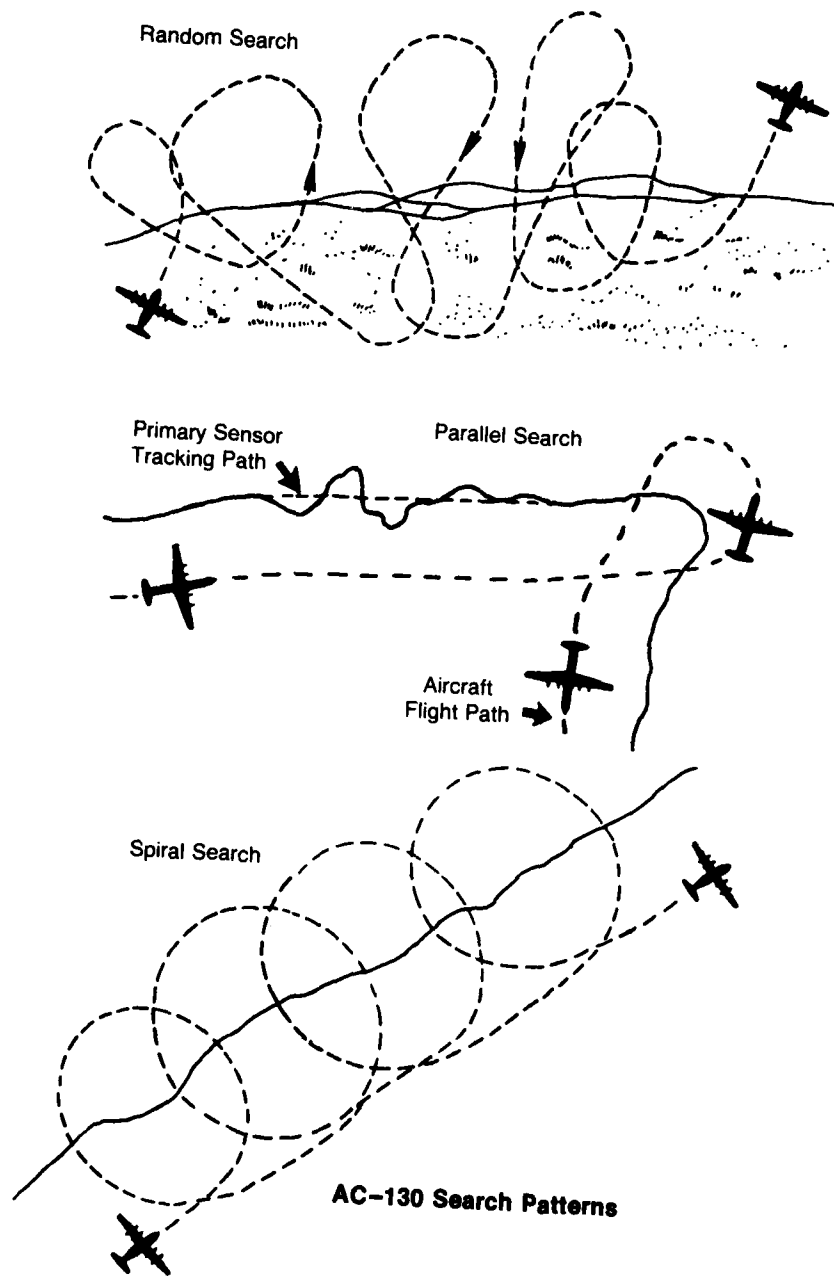 Random Search
Primary Sensor
Tracking Path
Parallel Search
Aircraft
Flight Path
Spiral Search
AC-130 Search Patterns